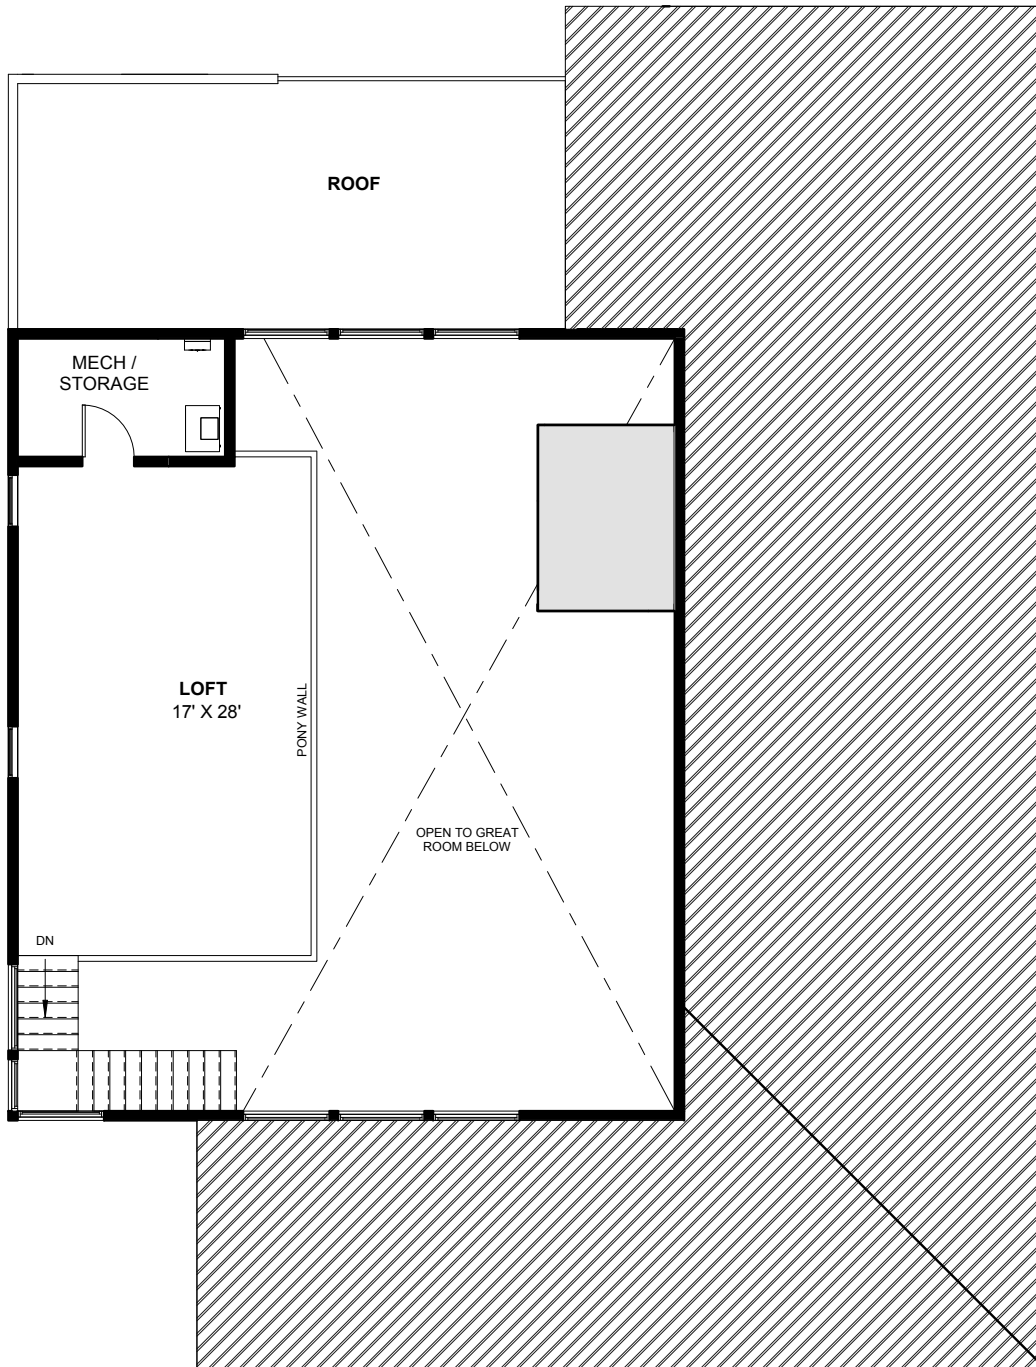 ROOF
MECH /
STORAGE
LOFT
17' X 28'
PONY WALL
OPEN TO GREAT
ROOM BELOW
DN